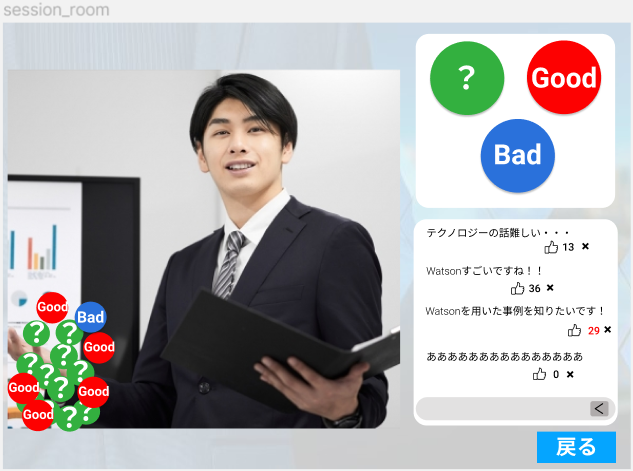 session_room
?
Good
Bad
テクノロジーの話難しい・・・
13 ×
Watsonすごいですね！！
36 ×
Watsonを用いた事例を知りたいです！
29 ×
あああああああああああああああ
0 ×
<
戻る
Good
Bad
?
?
Good
?
?
?
Good
?
?
Good
Good
?
?